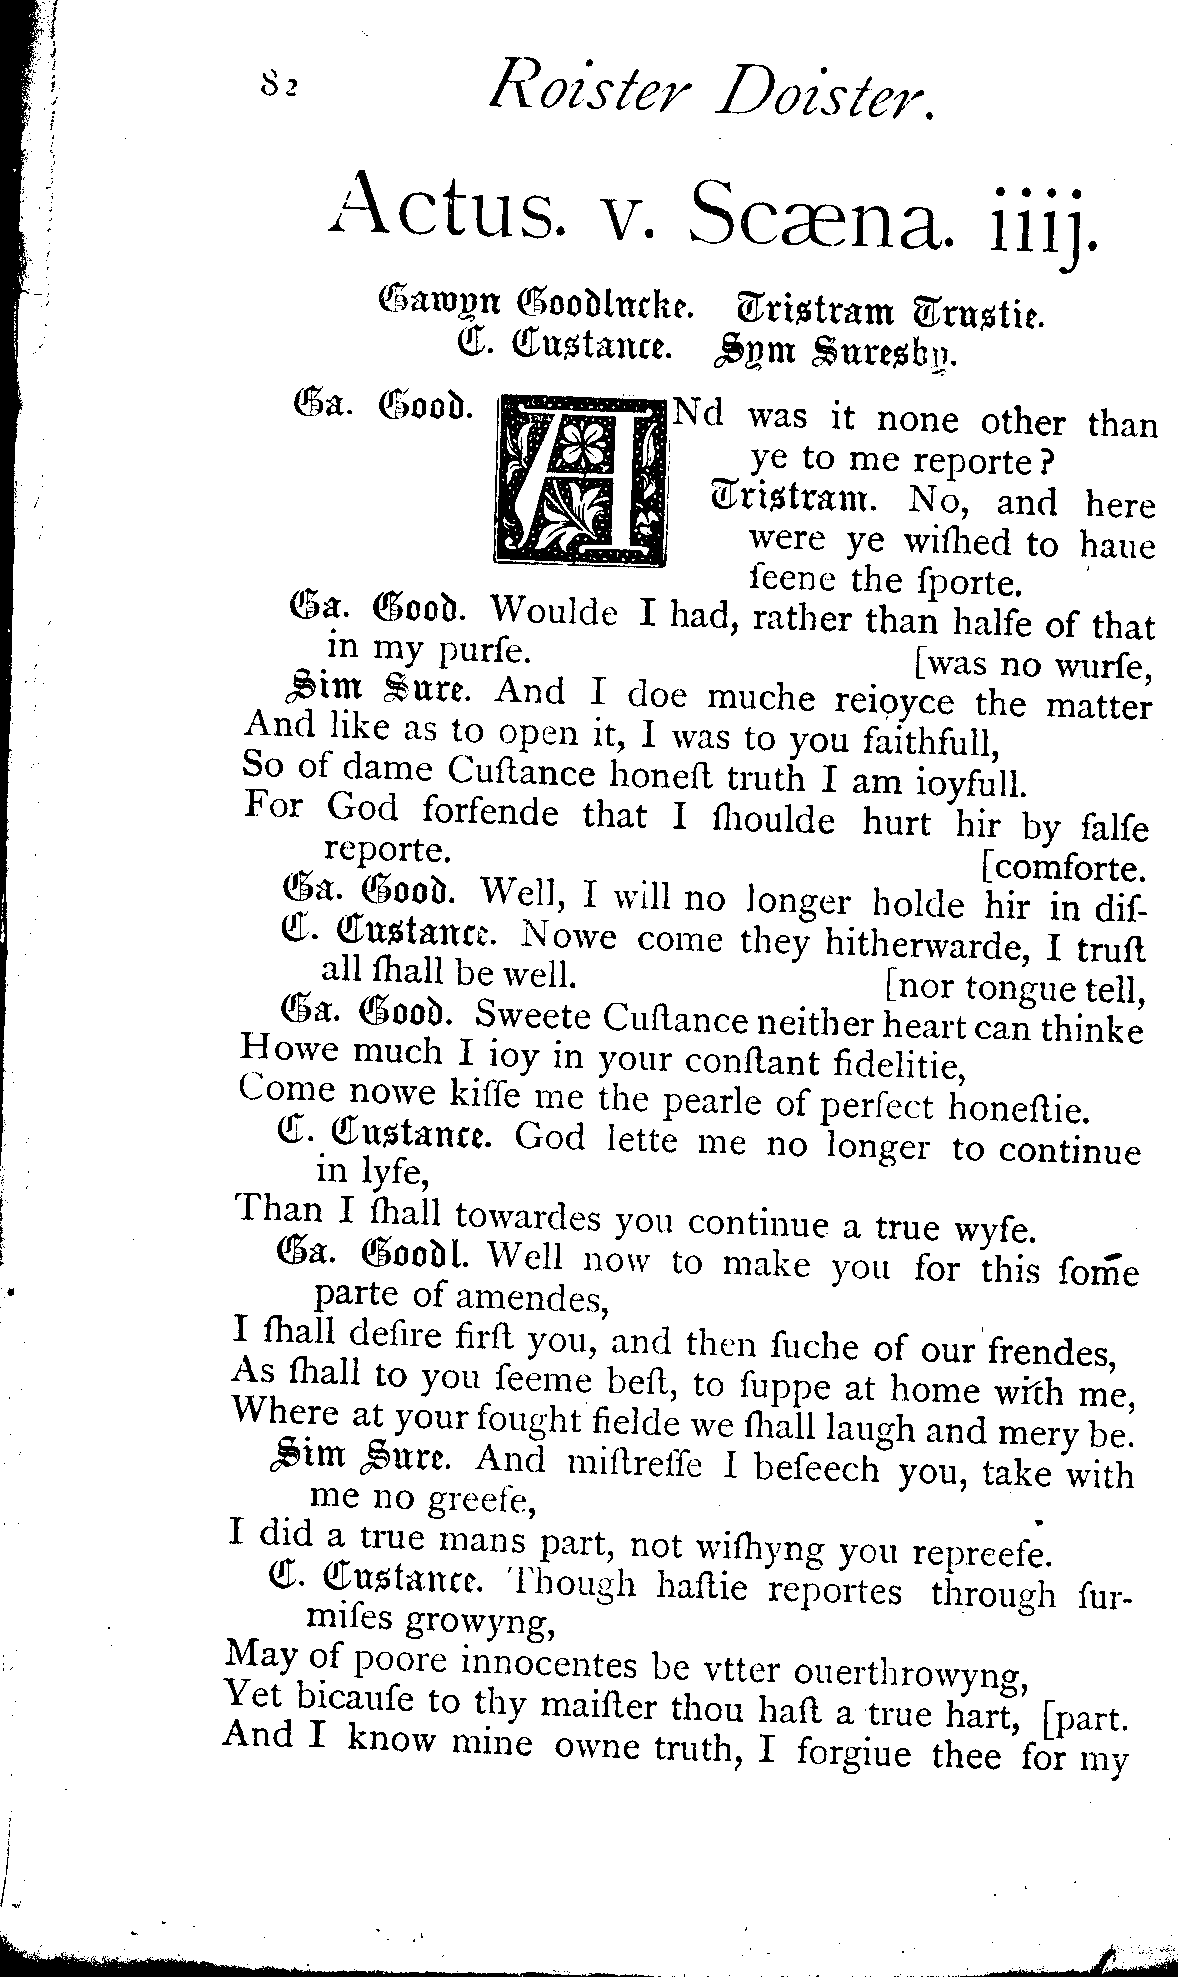 82 Roister Doister.
Actus. v. Scæna. iiij.
Gawyn Goodlucke. Tristram Trustie.
C. Custance. Sym Suresby.
Ga. Good. ANd was it none other than
ye to me reporte?
Tristram. No, and here
were ye wiſhed to haue
ſeene the ſporte.
Ga. Good. Woulde I had, rather than halfe of that
in my purſe. [was no wurſe,
Sim Sure. And I doe muche reioyce the matter
And like as to open it, I was to you faithfull,
So of dame Cuſtance honeſt truth I am ioyfull.
For God forfende that I ſhoulde hurt hir by falſe
reporte. [comforte.
Ga. Good. Well, I will no longer holde hir in diſ-
C. Custance. Nowe come they hitherwarde, I truſt
all ſhall be well. [nor tongue tell,
Ga. Good. Sweete Cuſtance neither heart can thinke
Howe much I ioy in your conſtant fidelitie,
Come nowe kiſſe me the pearle of perfect honeſtie.
C. Custance. God lette me no longer to continue
in lyfe,
Than I ſhall towardes you continue a true wyfe.
Ga. Goodl. Well now to make you for this ſom̄e
parte of amendes,
I ſhall deſire firſt you, and then ſuche of our frendes,
As ſhall to you ſeeme beſt, to ſuppe at home with me,
Where at your fought fielde we ſhall laugh and mery be.
Sim Sure. And miſtreſſe I beſeech you, take with
me no greefe,
I did a true mans part, not wiſhyng you repreefe.
C. Custance. Though haſtie reportes through ſur-
miſes growyng,
May of poore innocentes be vtter ouerthrowyng,
Yet bicauſe to thy maiſter thou haſt a true hart, [part.
And I know mine owne truth, I forgiue thee for my